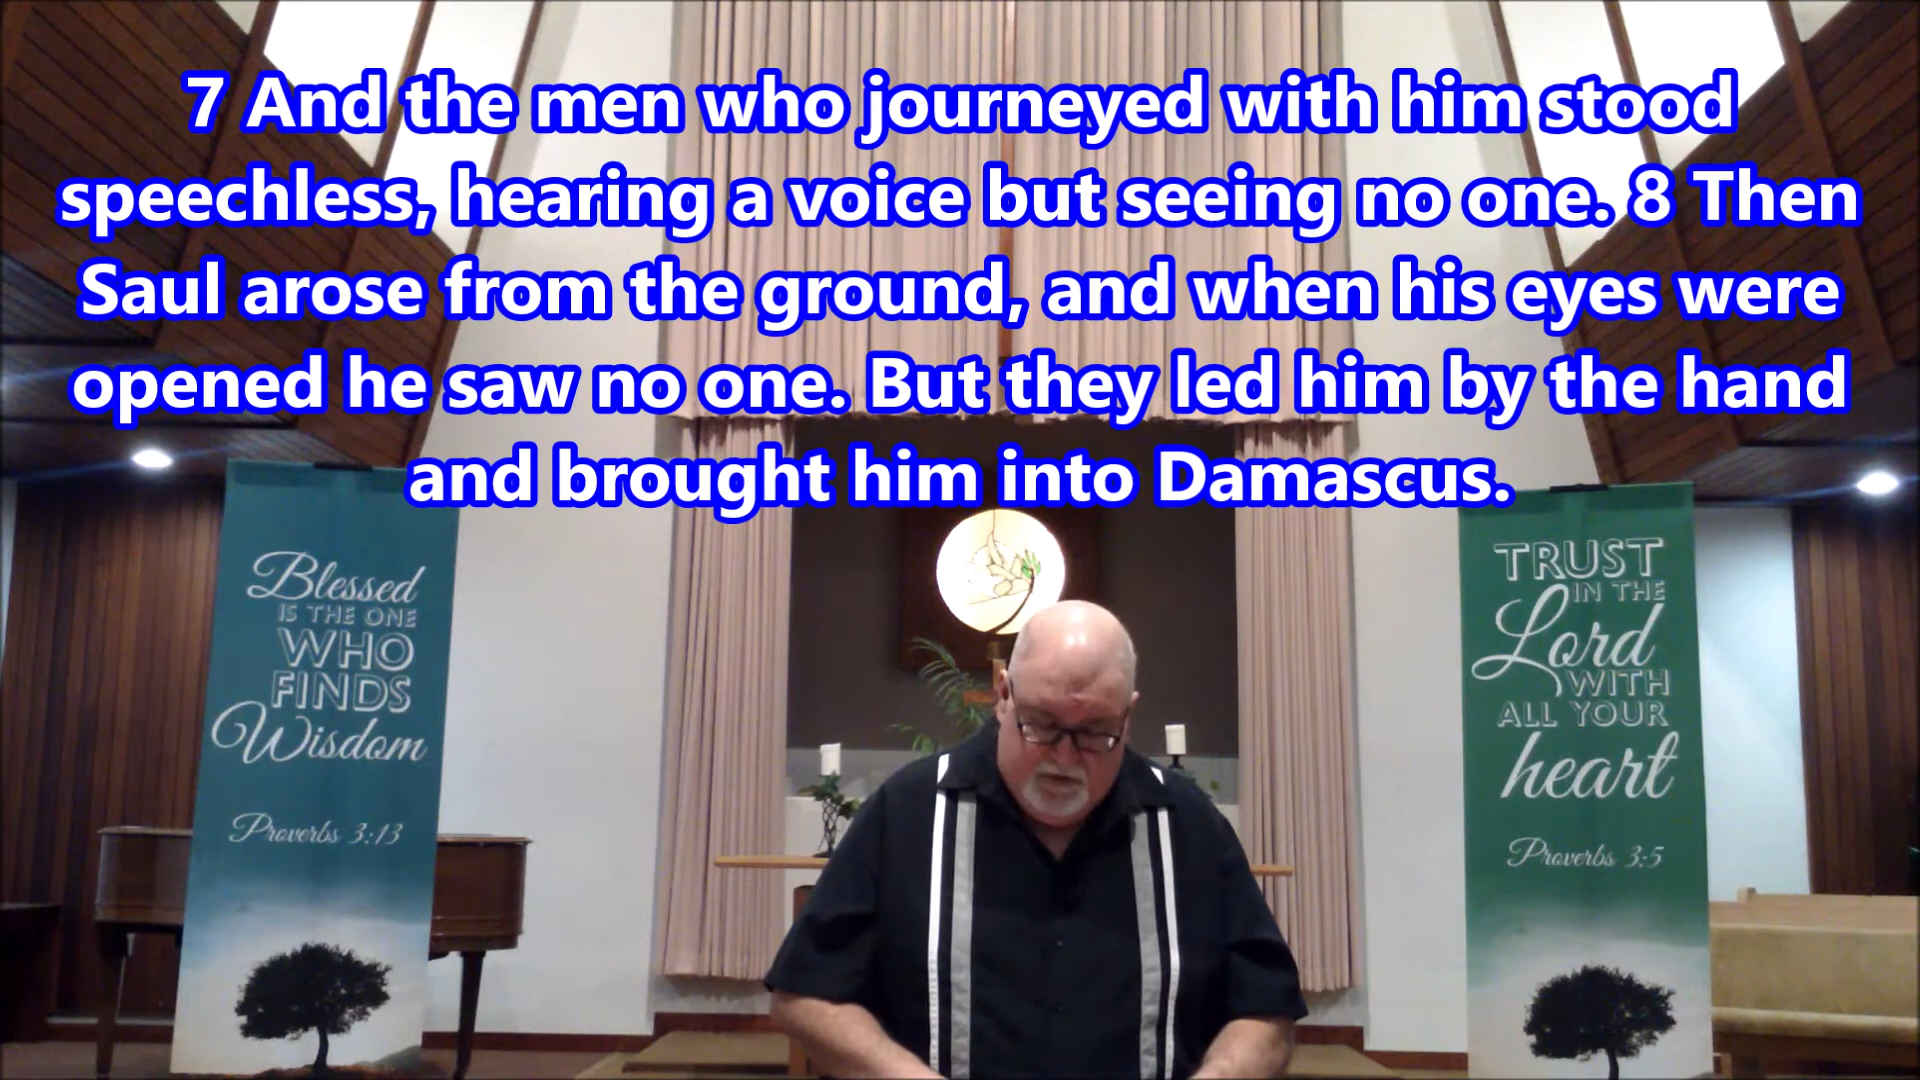 7 And the men who journeyed with him stood
speechless, hearing a voice but seeing no one. 8 Then
Saul arose from the ground, and when his eyes were
opened he saw no one. But they led him by the hand
and brought him into Damascus.
Blessed
IS THE ONE
WHO
FINDS
Wisdom
Proverbs 3:13
TRUST
IN THE
Lord
WITH
ALL YOUR
heart
Proverbs 3:5